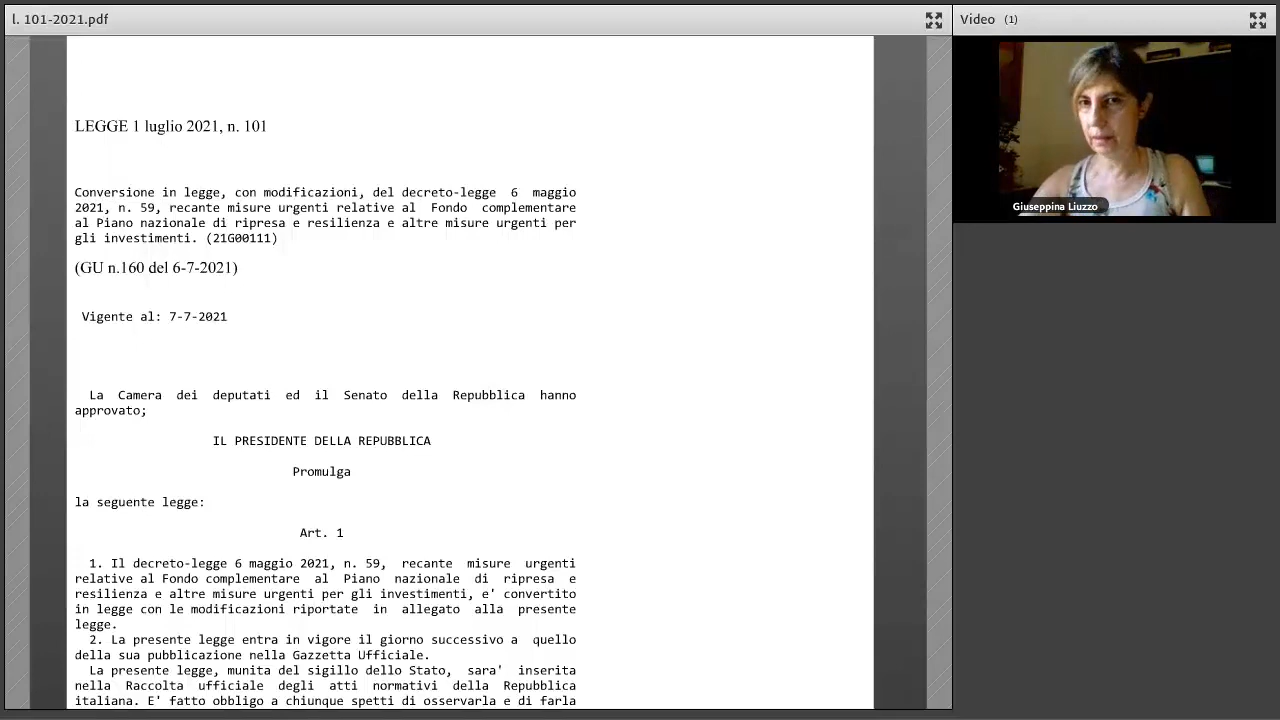 l. 101-2021.pdf
Video (1)
LEGGE 1 luglio 2021, n. 101
Conversione in legge, con modificazioni, del decreto-legge 6 maggio
2021, n. 59, recante misure urgenti relative al Fondo complementare
al Piano nazionale di ripresa e resilienza e altre misure urgenti per
gli investimenti. (21G00111)
(GU n.160 del 6-7-2021)
Vigente al: 7-7-2021
La Camera dei deputati ed il Senato della Repubblica hanno
approvato;
IL PRESIDENTE DELLA REPUBBLICA
Promulga
la seguente legge:
Art. 1
1. Il decreto-legge 6 maggio 2021, n. 59, recante misure urgenti
relative al Fondo complementare al Piano nazionale di ripresa e
resilienza e altre misure urgenti per gli investimenti, e' convertito
in legge con le modificazioni riportate in allegato alla presente
legge.
2. La presente legge entra in vigore il giorno successivo a quello
della sua pubblicazione nella Gazzetta Ufficiale.
La presente legge, munita del sigillo dello Stato, sara' inserita
nella Raccolta ufficiale degli atti normativi della Repubblica
italiana. E' fatto obbligo a chiunque spetti di osservarla e di farla
Giuseppina Liuzzo